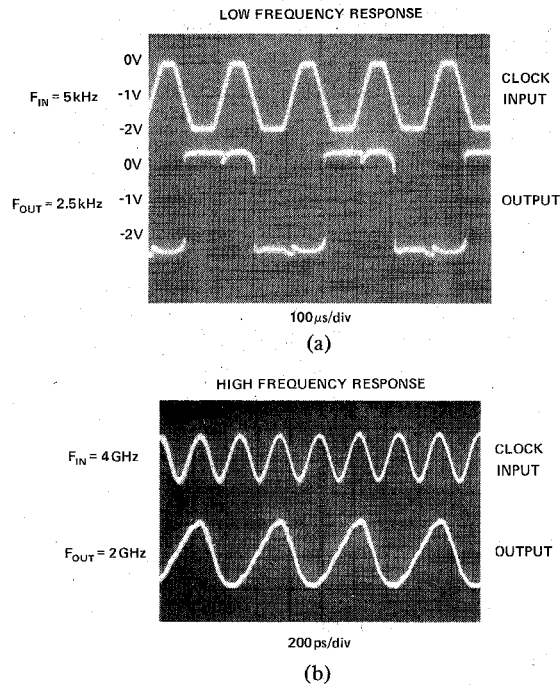 LOW FREQUENCY RESPONSE
0V
F_IN = 5kHz
-1V
CLOCK
INPUT
-2V
0V
F_OUT = 2.5kHz
-1V
OUTPUT
-2V
100μs/div
(a)
HIGH FREQUENCY RESPONSE
F_IN = 4GHz
CLOCK
INPUT
F_OUT = 2GHz
OUTPUT
200ps/div
(b)